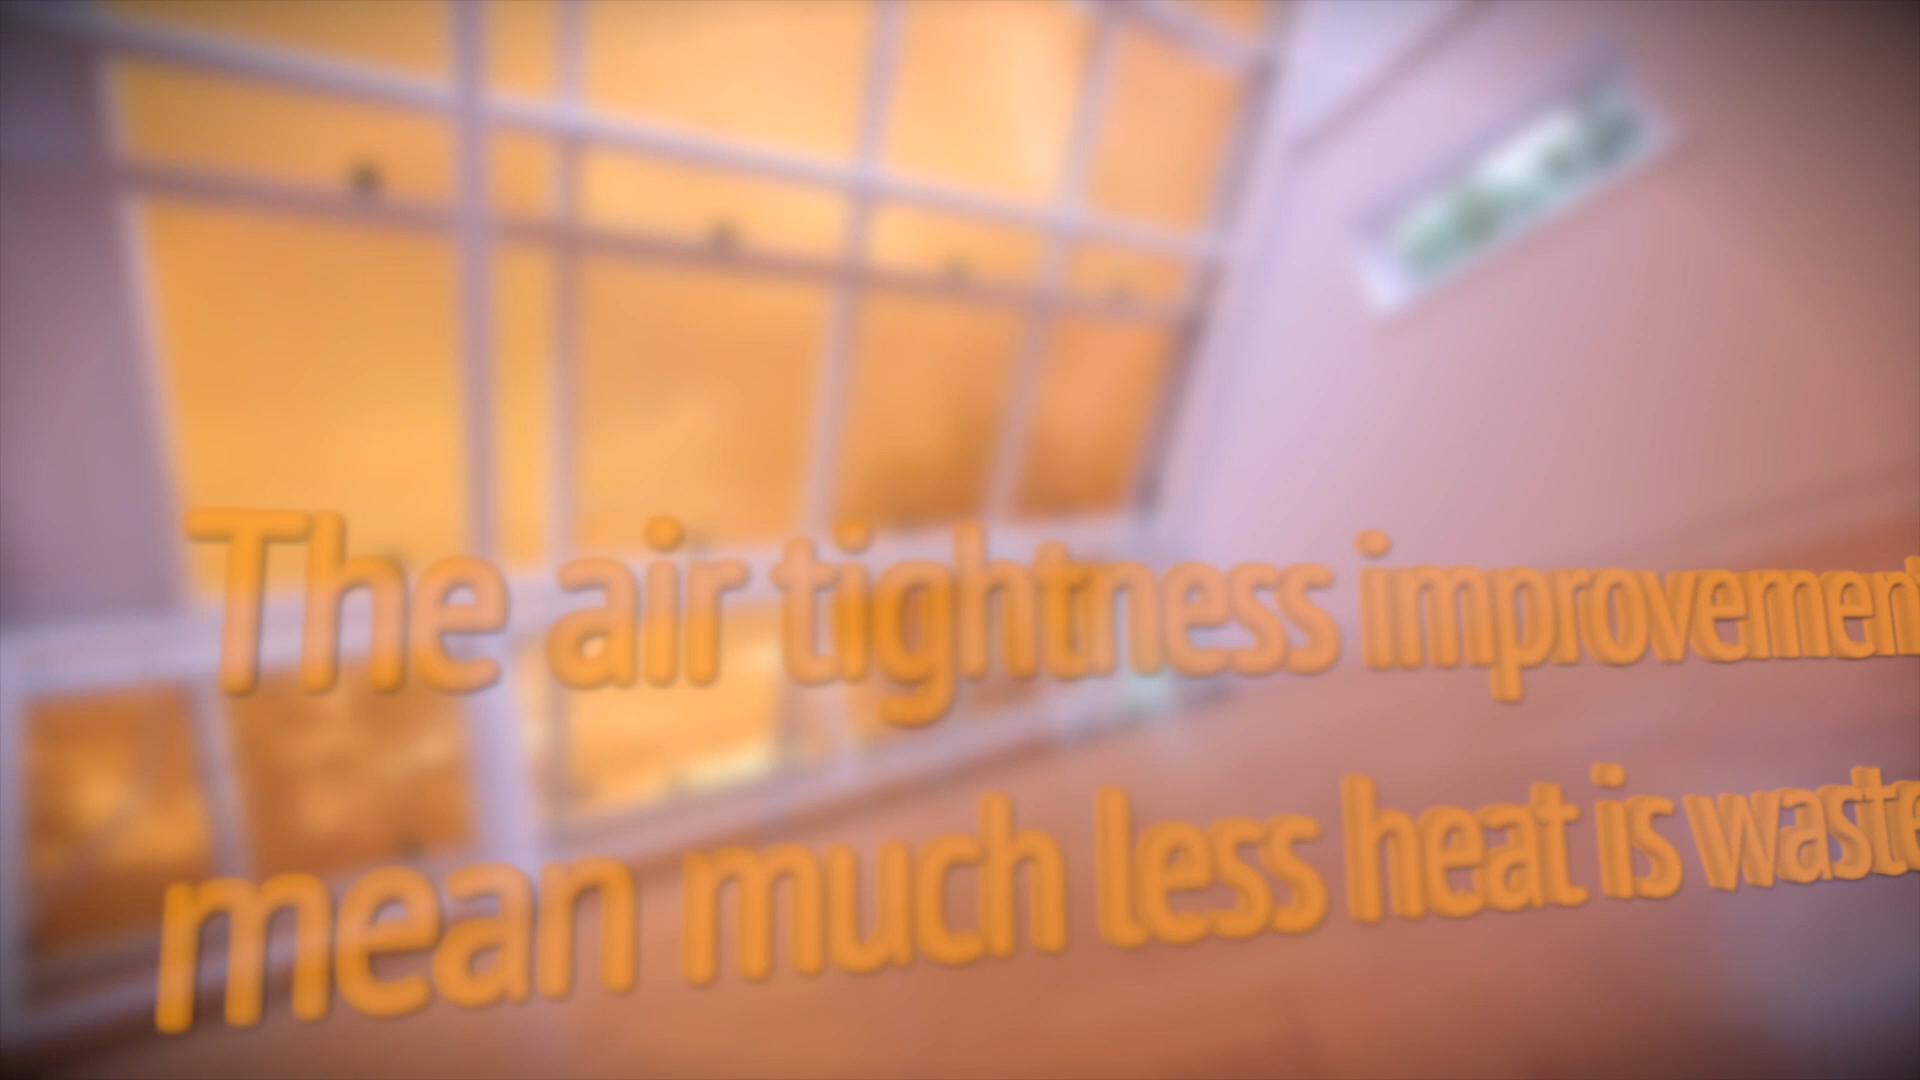 The air tightness improvement
mean much less heat is waste